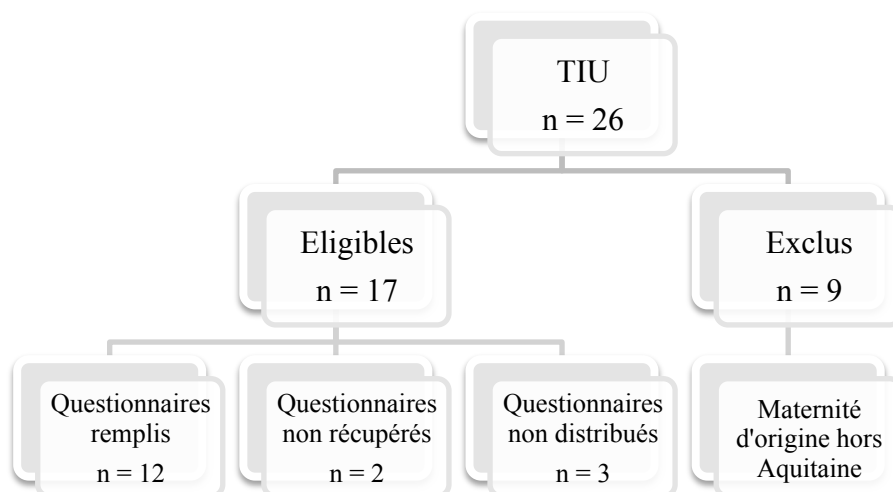 TIU
n = 26
Eligibles
n = 17
Exclus
n = 9
Questionnaires
remplis
n = 12
Questionnaires
non récupérés
n = 2
Questionnaires
non distribués
n = 3
Maternité
d'origine hors
Aquitaine